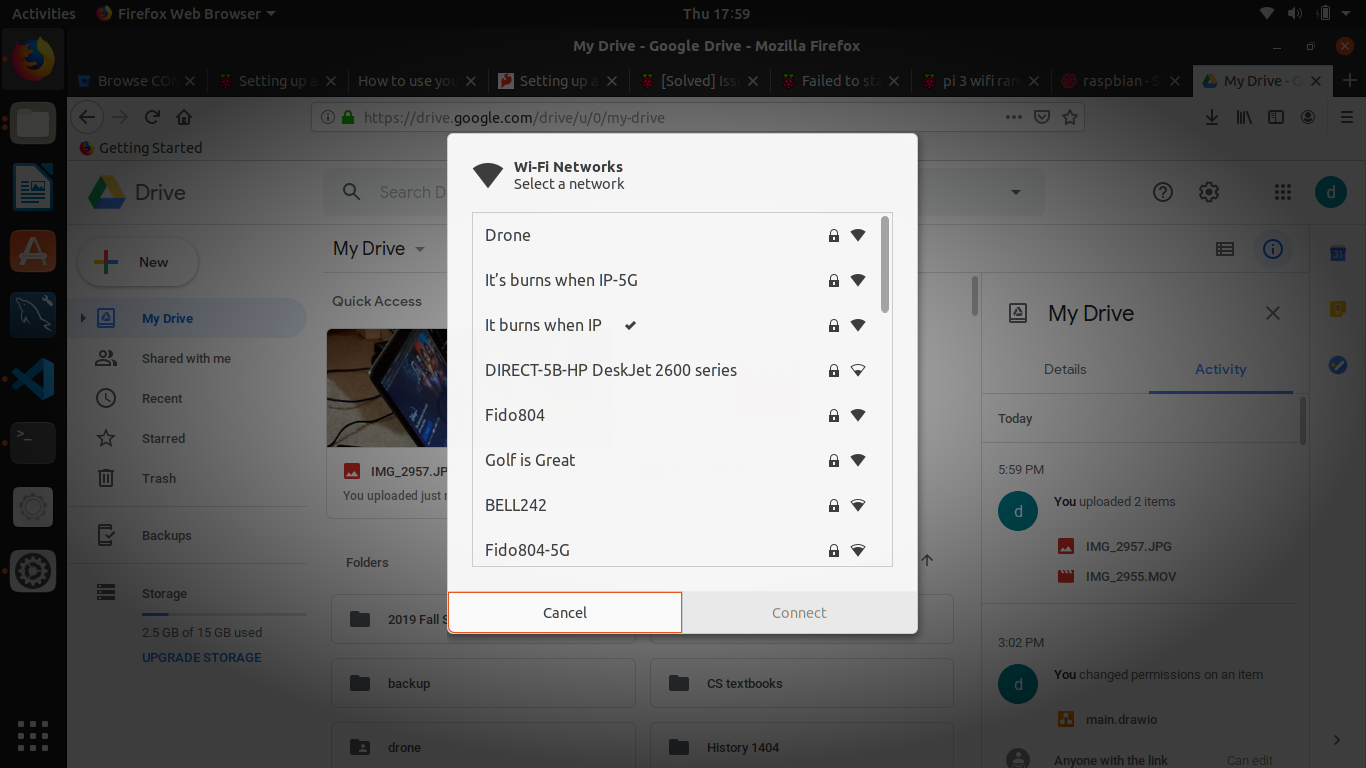 Activities
Firefox Web Browser
Thu 17:59
My Drive - Google Drive - Mozilla Firefox
Browse CO
Setting up a
How to use you
Setting up a
[Solved] Iss
Failed to sta
pi 3 wifi ran
raspbian - S
My Drive - G
https://drive.google.com/drive/u/0/my-drive
Getting Started
Drive
Search D
d
New
My Drive
Shared with me
Recent
Starred
Trash
Backups
Storage
2.5 GB of 15 GB used
UPGRADE STORAGE
My Drive
Quick Access
IMG_2957.JP
You uploaded just
Folders
2019 Fall S
backup
CS textbooks
drone
History 1404
Wi-Fi Networks
Select a network
Drone
It's burns when IP-5G
It burns when IP
DIRECT-5B-HP DeskJet 2600 series
Fido804
Golf is Great
BELL242
Fido804-5G
Cancel
Connect
My Drive
Details
Activity
Today
5:59 PM
d
You uploaded 2 items
IMG_2957.JPG
IMG_2955.MOV
3:02 PM
d
You changed permissions on an item
main.drawio
Anyone with the link
Can edit
31